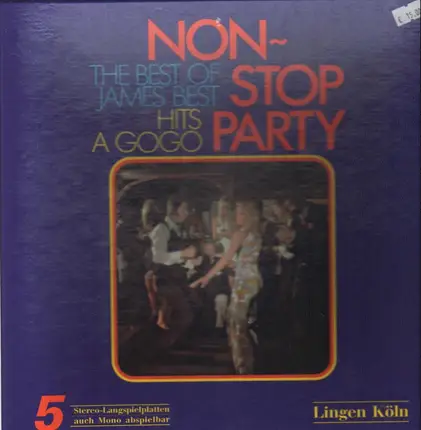 NON~
THE BEST OF
JAMES BEST
STOP
HITS
A GOGO
PARTY
5
Stereo-Langspielplatten
auch Mono abspielbar
Lingen Köln